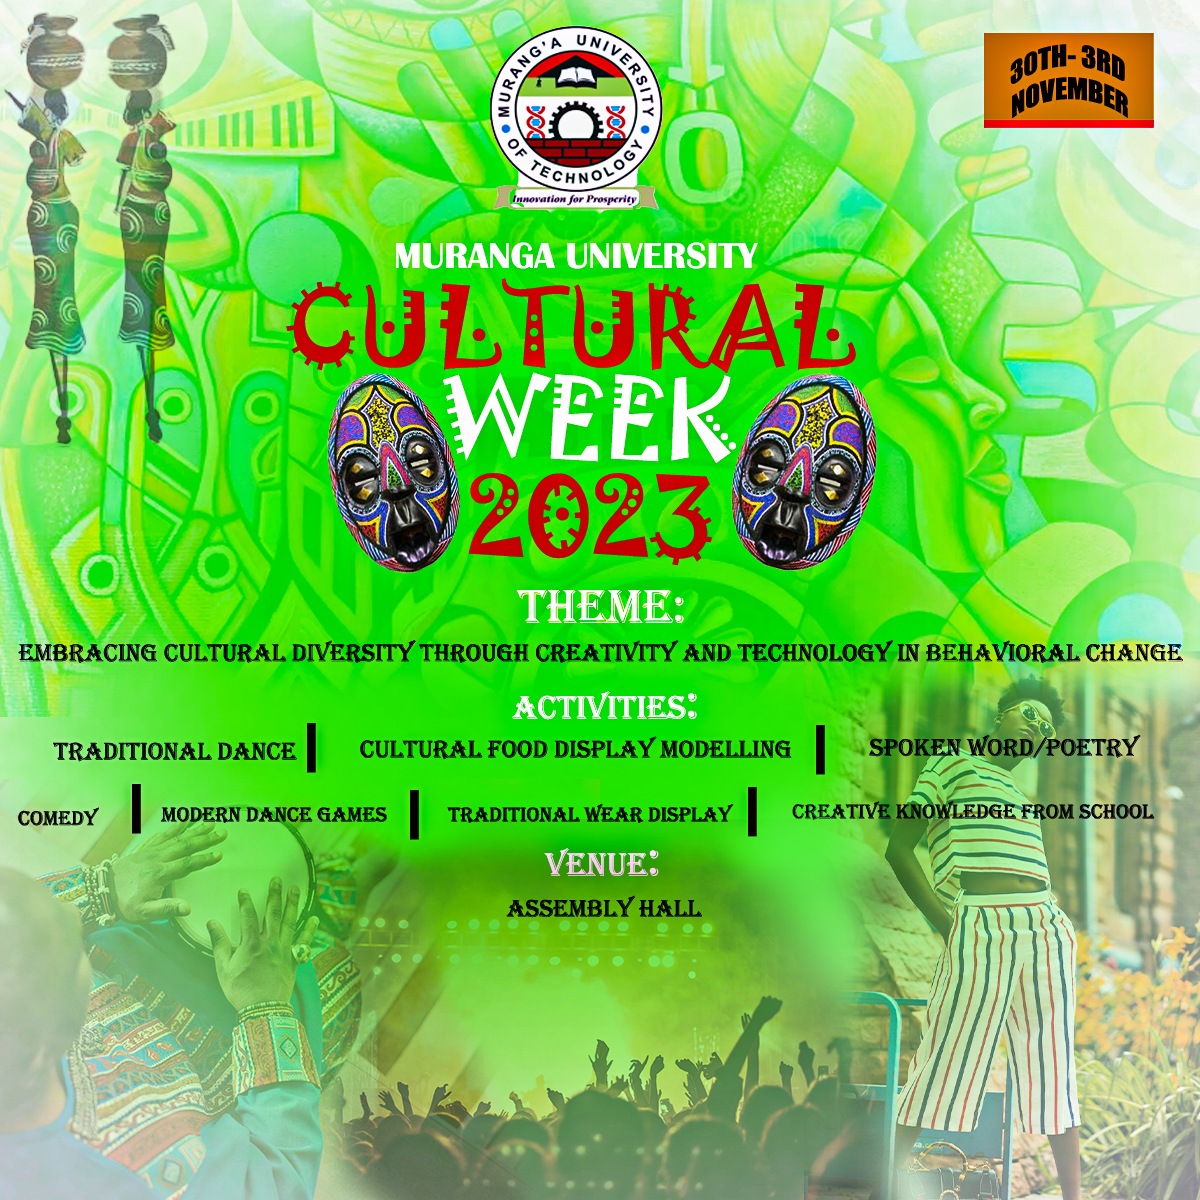 MURANG'A UNIVERSITY
OF TECHNOLOGY
Innovation for Prosperity
30TH- 3RD
NOVEMBER
MURANGA UNIVERSITY
CULTURAL
WEEK
2023
THEME:
EMBRACING CULTURAL DIVERSITY THROUGH CREATIVITY AND TECHNOLOGY IN BEHAVIORAL CHANGE
ACTIVITIES:
TRADITIONAL DANCE | CULTURAL FOOD DISPLAY MODELLING | SPOKEN WORD/POETRY
COMEDY | MODERN DANCE GAMES | TRADITIONAL WEAR DISPLAY | CREATIVE KNOWLEDGE FROM SCHOOL
VENUE:
ASSEMBLY HALL